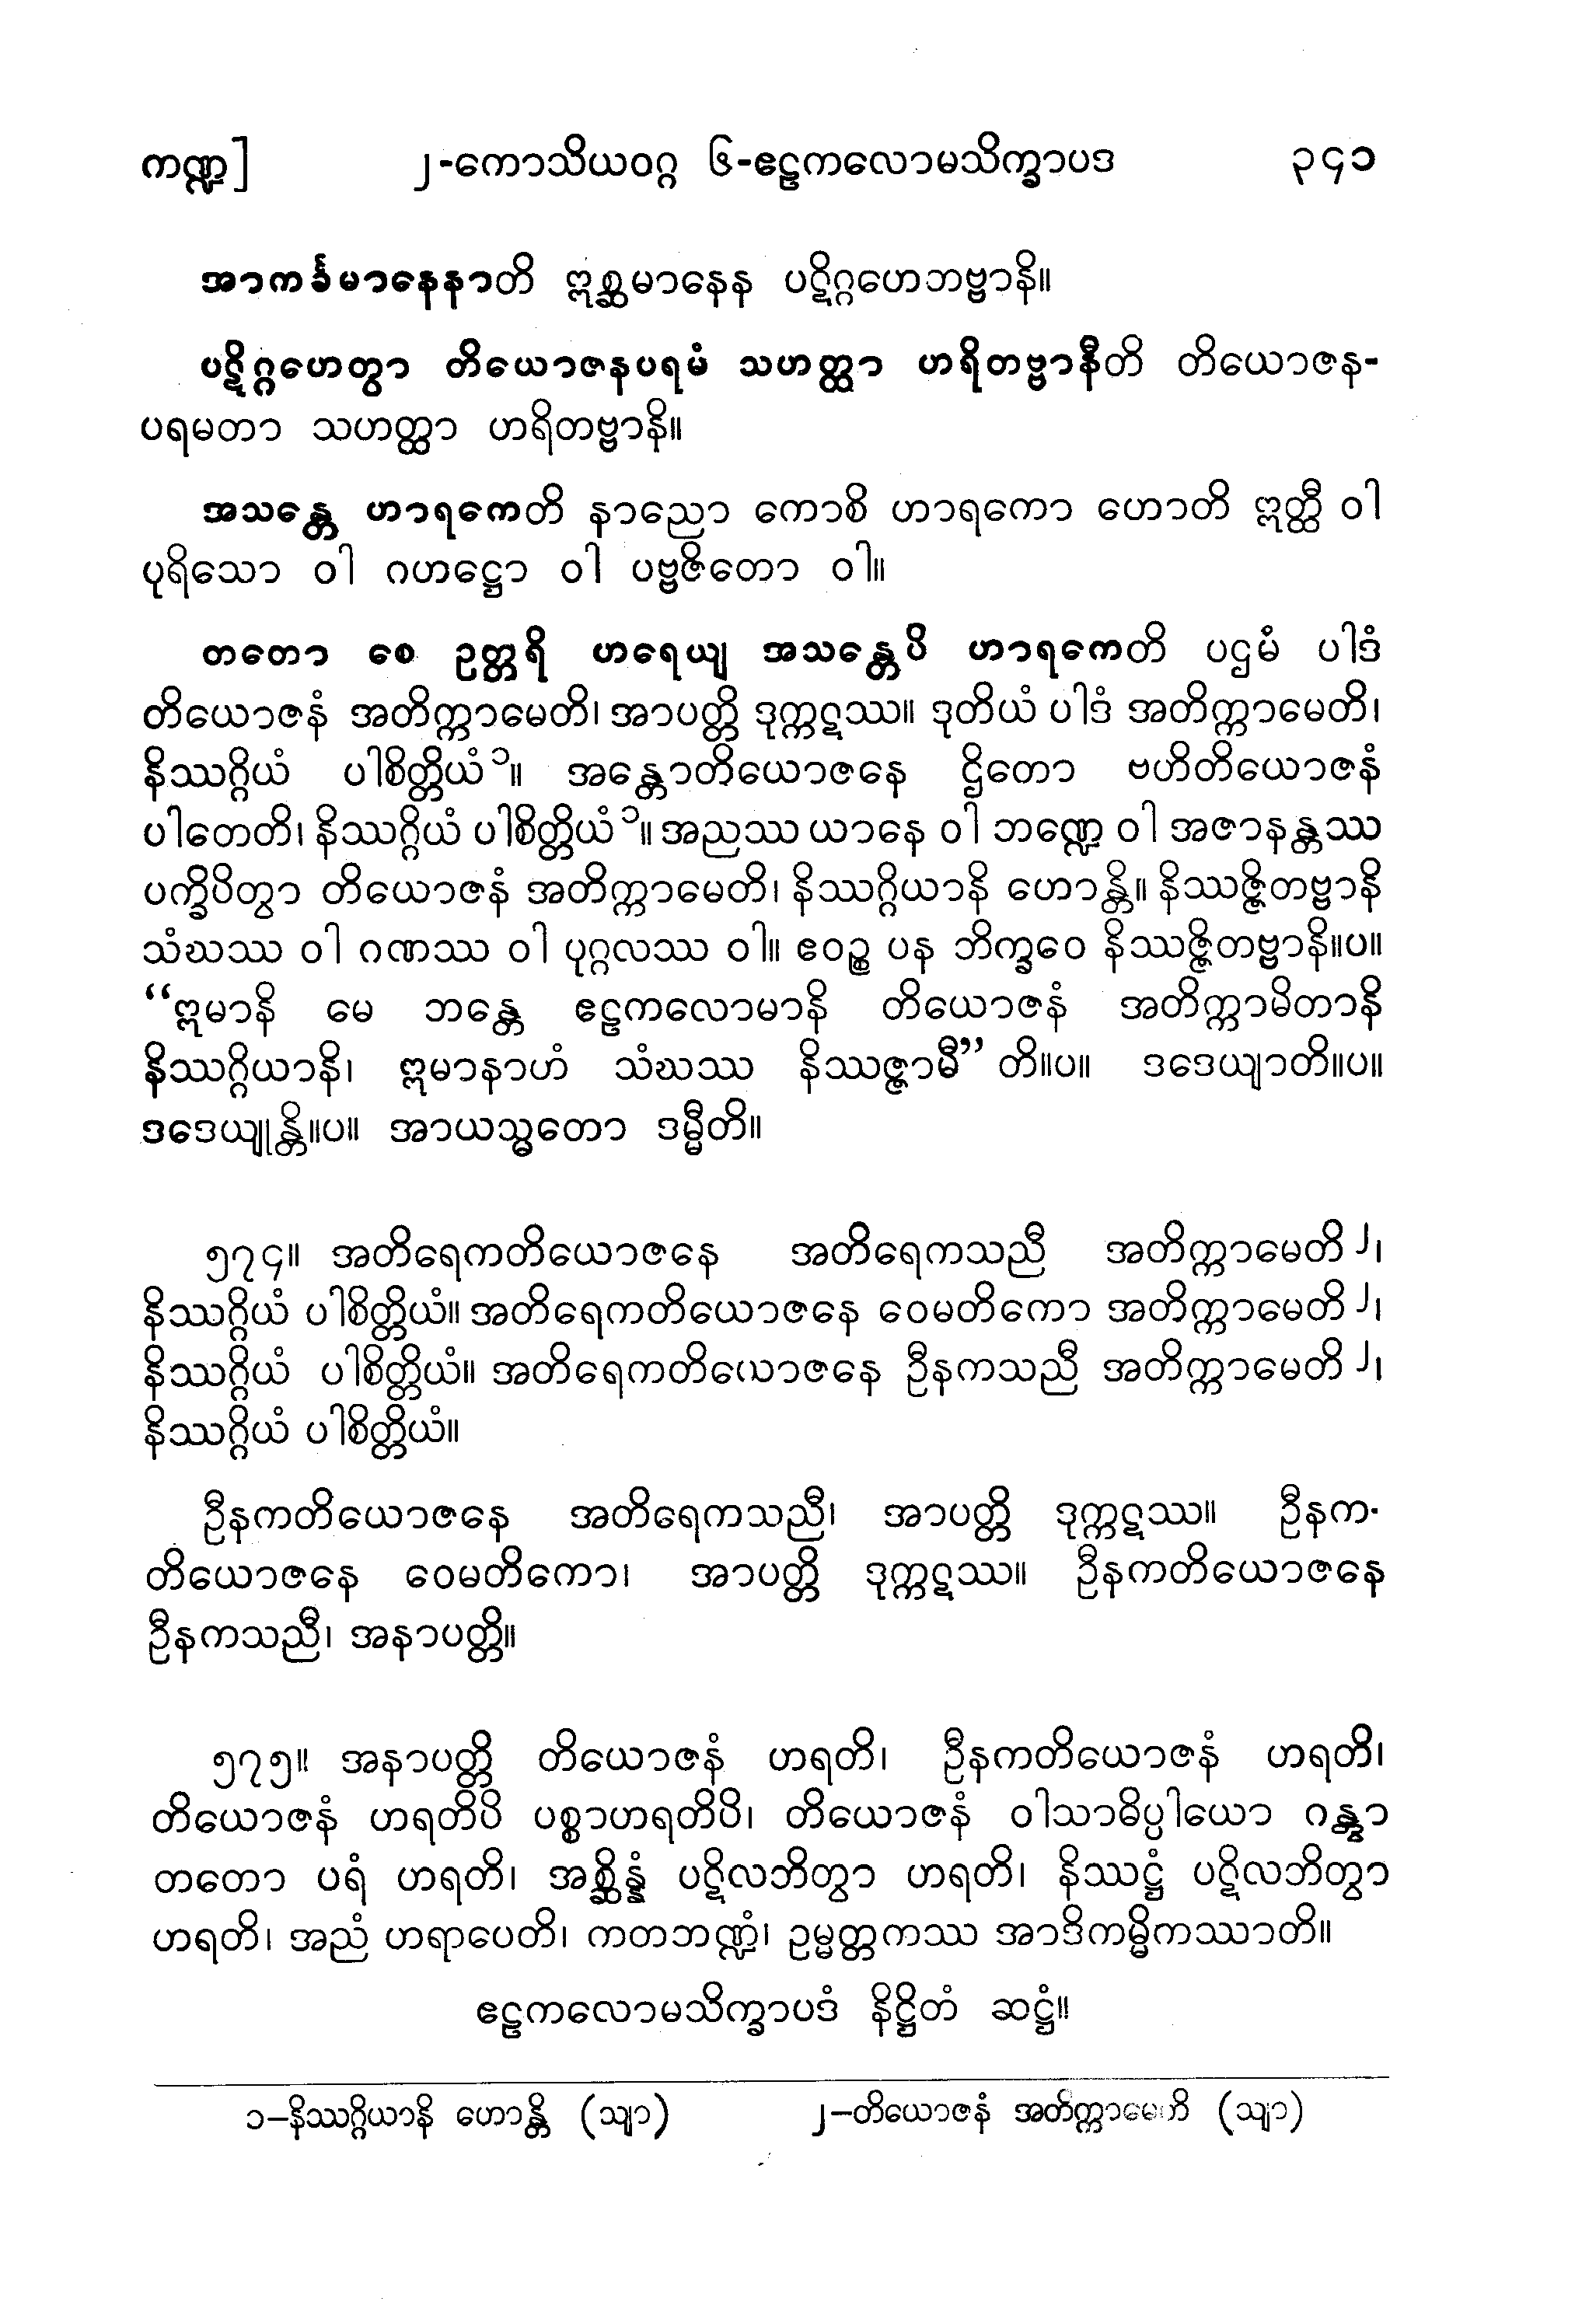 ကဏ္ဍ] ၂-ကောသိယဝဂ္ဂ ၆-ဧဠကလောမသိက္ခာပဒ ၃၄၁
အာကင်္ခမာနေနာတိ ဣစ္ဆမာနေန ပဋိဂ္ဂဟေဘဗ္ဗာနိ။
ပဋိဂ္ဂဟေတွာ တိယောဇနပရမံ သဟတ္ထာ ဟရိတဗ္ဗာနီတိ တိယောဇန-
ပရမတာ သဟတ္ထာ ဟရိတဗ္ဗာနိ။
အသန္တေ ဟာရကေတိ နာညော ကောစိ ဟာရကော ဟောတိ ဣတ္ထီ ဝါ
ပုရိသော ဝါ ဂဟဋ္ဌော ဝါ ပဗ္ဗဇိတော ဝါ။
တတော စေ ဥတ္တရိ ဟရေယျ အသန္တေပိ ဟာရကေတိ ပဌမံ ပါဒံ
တိယောဇနံ အတိက္ကာမေတိ၊ အာပတ္တိ ဒုက္ကဋဿ။ ဒုတိယံ ပါဒံ အတိက္ကာမေတိ၊
နိဿဂ္ဂိယံ ပါစိတ္တိယံ၁။ အန္တောတိယောဇနေ ဌိတော ဗဟိတိယောဇနံ
ပါတေတိ၊ နိဿဂ္ဂိယံ ပါစိတ္တိယံ၁။ အညဿ ယာနေ ဝါ ဘဏ္ဍေ ဝါ အဇာနန္တဿ
ပက္ခိပိတွာ တိယောဇနံ အတိက္ကာမေတိ၊ နိဿဂ္ဂိယာနိ ဟောန္တိ။ နိဿဇ္ဇိတဗ္ဗာနိ
သံဃဿ ဝါ ဂဏဿ ဝါ ပုဂ္ဂလဿ ဝါ။ ဧဝဉ္စ ပန ဘိက္ခဝေ နိဿဇ္ဇိတဗ္ဗာနိ။ပ။
“ဣမာနိ မေ ဘန္တေ ဧဠကလောမာနိ တိယောဇနံ အတိက္ကာမိတာနိ
နိဿဂ္ဂိယာနိ၊ ဣမာနာဟံ သံဃဿ နိဿဇ္ဇာမီ” တိ။ပ။ ဒဒေယျာတိ။ပ။
ဒဒေယျုန္တိ။ပ။ အာယသ္မတော ဒမ္မီတိ။
၅၇၄။ အတိရေကတိယောဇနေ အတိရေကသညီ အတိက္ကာမေတိ၂၊
နိဿဂ္ဂိယံ ပါစိတ္တိယံ။ အတိရေကတိယောဇနေ ဝေမတိကော အတိက္ကာမေတိ၂၊
နိဿဂ္ဂိယံ ပါစိတ္တိယံ။ အတိရေကတိယောဇနေ ဦနကသညီ အတိက္ကာမေတိ၂၊
နိဿဂ္ဂိယံ ပါစိတ္တိယံ။
ဦနကတိယောဇနေ အတိရေကသညီ၊ အာပတ္တိ ဒုက္ကဋဿ။ ဦနက-
တိယောဇနေ ဝေမတိကော၊ အာပတ္တိ ဒုက္ကဋဿ။ ဦနကတိယောဇနေ
ဦနကသညီ၊ အနာပတ္တိ။
၅၇၅။ အနာပတ္တိ တိယောဇနံ ဟရတိ၊ ဦနကတိယောဇနံ ဟရတိ၊
တိယောဇနံ ဟရတိပိ ပစ္စာဟရတိပိ၊ တိယောဇနံ ဝါသာဓိပ္ပါယော ဂန္တွာ
တတော ပရံ ဟရတိ၊ အစ္ဆိန္နံ ပဋိလဘိတွာ ဟရတိ၊ နိဿဋ္ဌံ ပဋိလဘိတွာ
ဟရတိ၊ အညံ ဟရာပေတိ၊ ကတဘဏ္ဍံ၊ ဥမ္မတ္တကဿ အာဒိကမ္မိကဿာတိ။
ဧဠကလောမသိက္ခာပဒံ နိဋ္ဌိတံ ဆဋ္ဌံ။
၁–နိဿဂ္ဂိယာနိ ဟောန္တိ (သျာ) ၂–တိယောဇနံ အတိက္ကာမေတိ (သျာ)